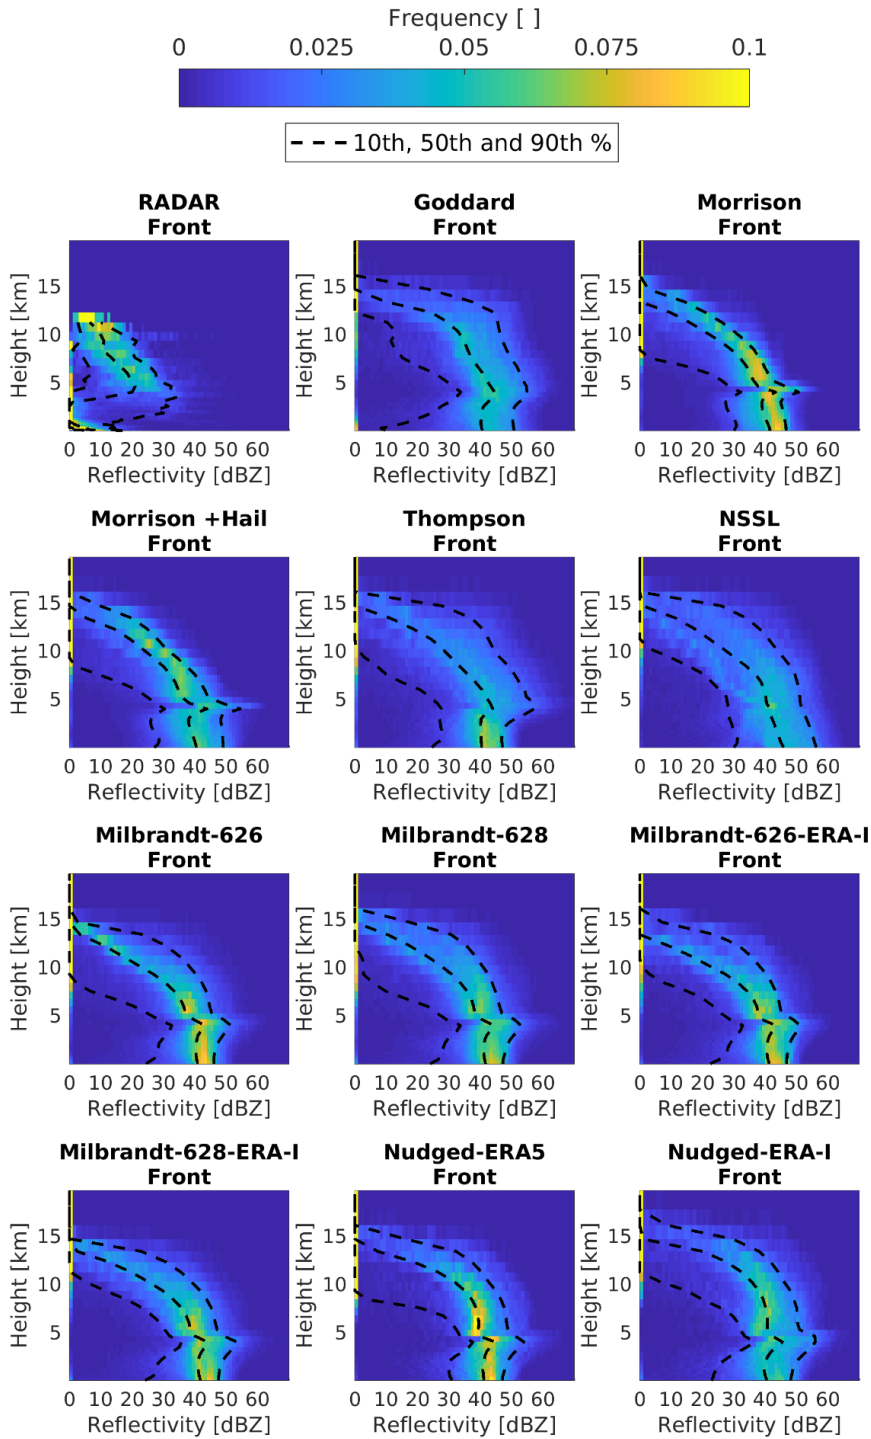 Frequency [ ]
0 0.025 0.05 0.075 0.1
10th, 50th and 90th %
RADAR Goddard Morrison
Front Front Front
Height [km] Height [km] Height [km]
15 15 15
10 10 10
5 5 5
0 10 20 30 40 50 60 0 10 20 30 40 50 60 0 10 20 30 40 50 60
Reflectivity [dBZ] Reflectivity [dBZ] Reflectivity [dBZ]
Morrison +Hail Thompson NSSL
Front Front Front
Height [km] Height [km] Height [km]
15 15 15
10 10 10
5 5 5
0 10 20 30 40 50 60 0 10 20 30 40 50 60 0 10 20 30 40 50 60
Reflectivity [dBZ] Reflectivity [dBZ] Reflectivity [dBZ]
Milbrandt-626 Milbrandt-628 Milbrandt-626-ERA-I
Front Front Front
Height [km] Height [km] Height [km]
15 15 15
10 10 10
5 5 5
0 10 20 30 40 50 60 0 10 20 30 40 50 60 0 10 20 30 40 50 60
Reflectivity [dBZ] Reflectivity [dBZ] Reflectivity [dBZ]
Milbrandt-628-ERA-I Nudged-ERA5 Nudged-ERA-I
Front Front Front
Height [km] Height [km] Height [km]
15 15 15
10 10 10
5 5 5
0 10 20 30 40 50 60 0 10 20 30 40 50 60 0 10 20 30 40 50 60
Reflectivity [dBZ] Reflectivity [dBZ] Reflectivity [dBZ]